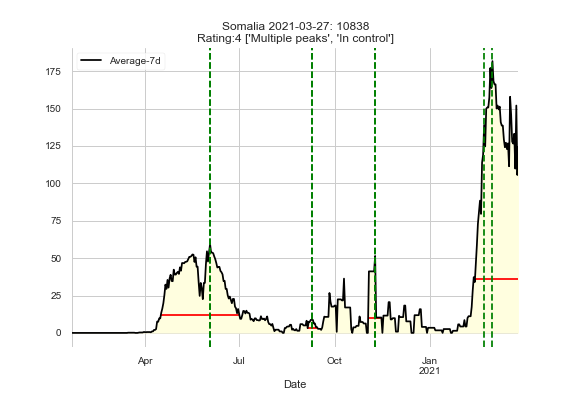 Somalia 2021-03-27: 10838
Rating:4 ['Multiple peaks', 'In control']
Average-7d
175
150
125
100
75
50
25
0
Apr
Jul
Oct
Jan
2021
Date